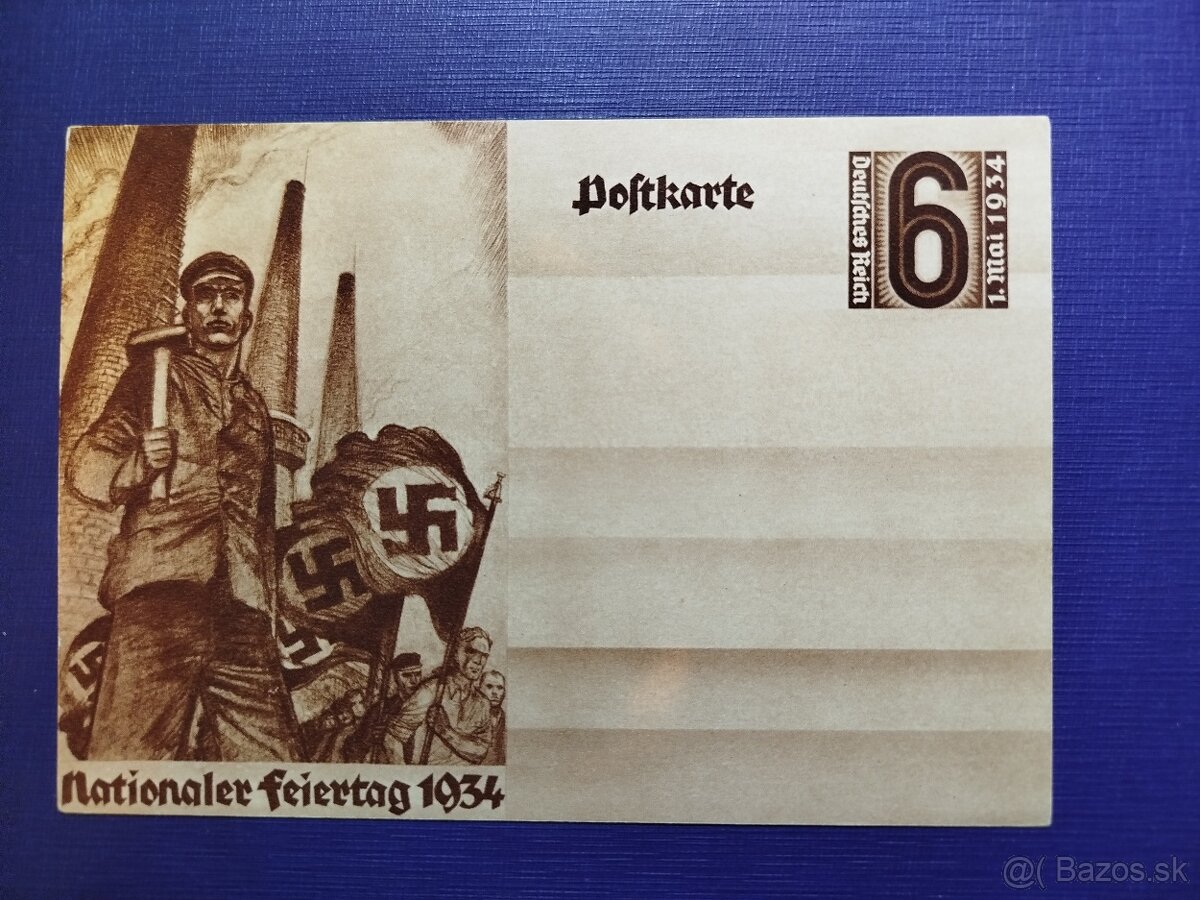 Poſtkarte
Deutſches Reich
6
1. Mai 1934
Nationaler Feiertag 1934
@( Bazos.sk